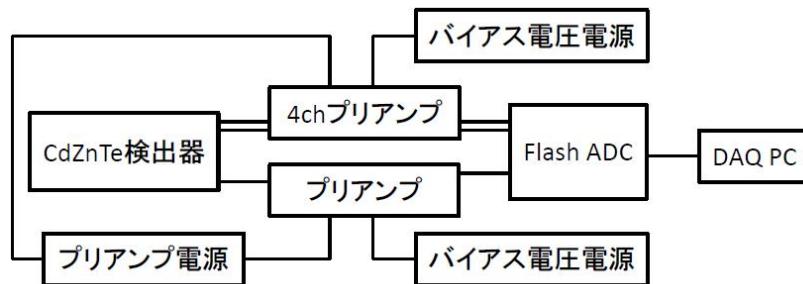 バイアス電圧電源
4chプリアンプ
CdZnTe検出器
Flash ADC
DAQ PC
プリアンプ
プリアンプ電源
バイアス電圧電源